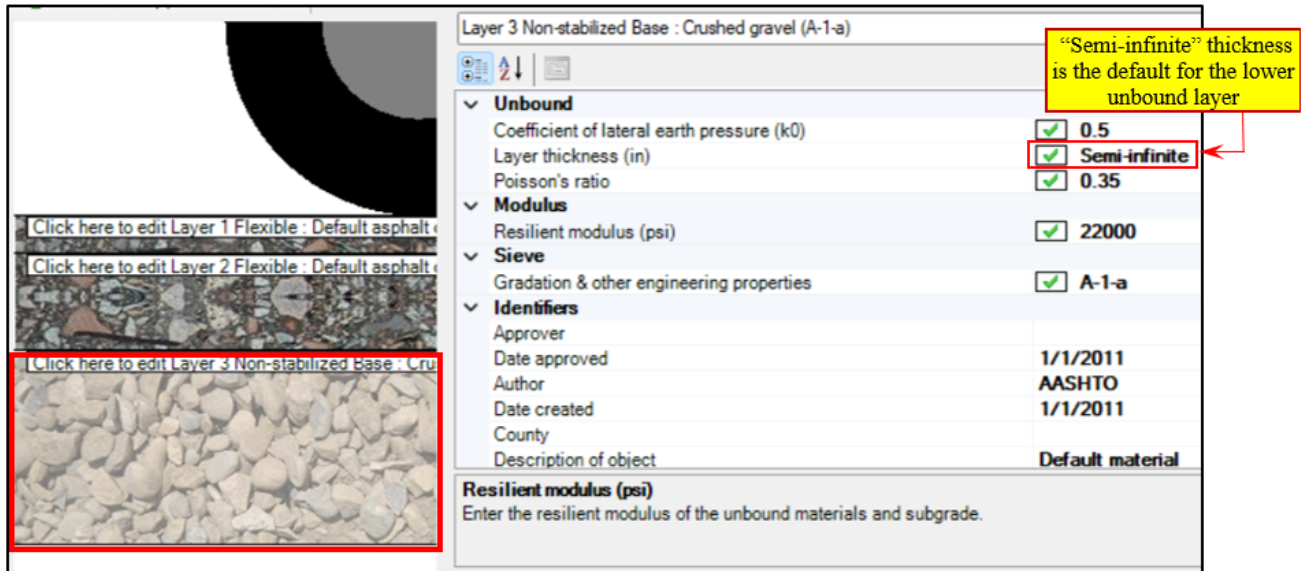 Layer 3 Non-stabilized Base : Crushed gravel (A-1-a)
“Semi-infinite” thickness
is the default for the lower
unbound layer
Unbound
Coefficient of lateral earth pressure (k0) 0.5
Layer thickness (in) Semi-infinite
Poisson's ratio 0.35
Modulus
Resilient modulus (psi) 22000
Sieve
Gradation & other engineering properties A-1-a
Identifiers
Approver
Date approved 1/1/2011
Author AASHTO
Date created 1/1/2011
County
Description of object Default material
Resilient modulus (psi)
Enter the resilient modulus of the unbound materials and subgrade.
Click here to edit Layer 1 Flexible : Default asphalt
Click here to edit Layer 2 Flexible : Default asphalt
Click here to edit Layer 3 Non-stabilized Base : Cru